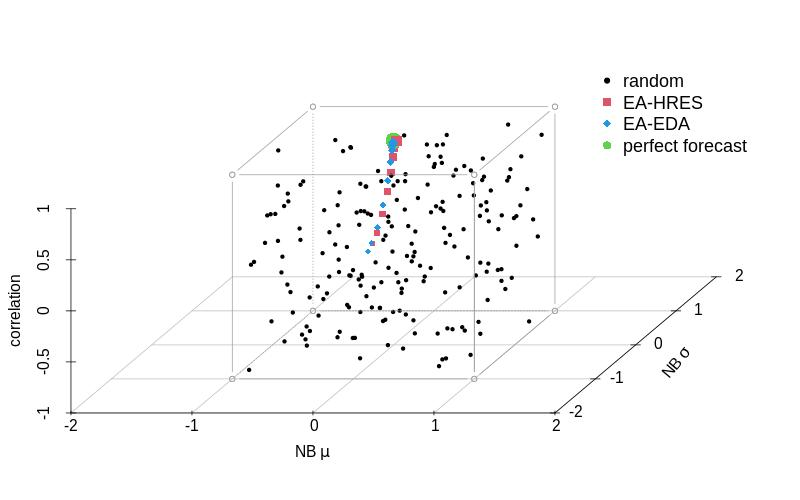 random
EA-HRES
EA-EDA
perfect forecast
1
0.5
0
-0.5
-1
correlation
2
1
0
-1
-2
NB σ
-2
-1
0
1
2
NB μ